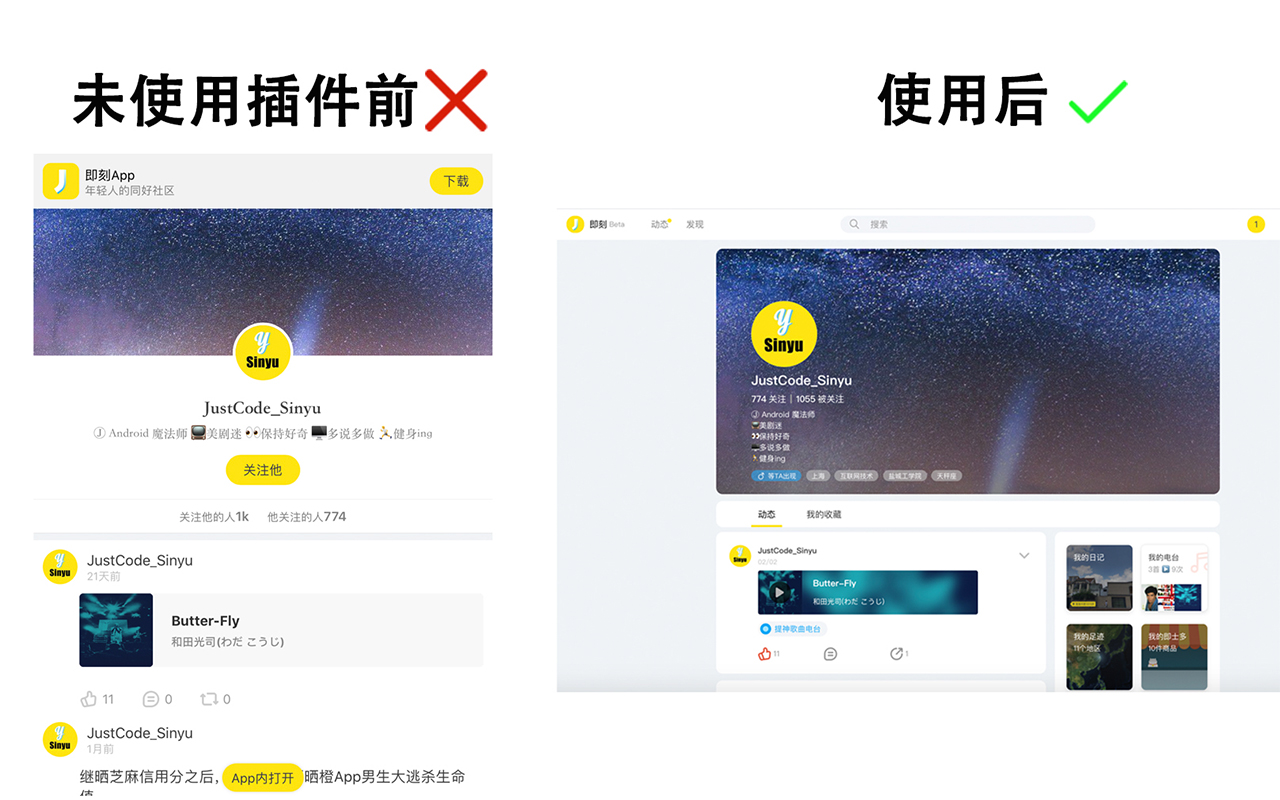 未使用插件前
使用后
即刻App
年轻人的同好社区
下载
Sinyu
JustCode_Sinyu
Ⓙ Android 魔法师 📺美剧迷 👀保持好奇 🖥️多说多做 🏃健身ing
关注他
关注他的人1k 他关注的人774
Sinyu
JustCode_Sinyu
21天前
Butter-Fly
和田光司(わだ こうじ)
11 0 0
Sinyu
JustCode_Sinyu
1月前
继晒芝麻信用分之后，App内打开晒橙App男生大逃杀生命
值
即刻 Beta 动态 发现 搜索 1
Sinyu
JustCode_Sinyu
774 关注 | 1055 被关注
Ⓙ Android 魔法师
📺美剧迷
👀保持好奇
🖥️多说多做
🏃健身ing
♂ 等TA出现 上海 互联网技术 盐城工学院 天秤座
动态 我的收藏
Sinyu
JustCode_Sinyu
02/02
Butter-Fly
和田光司(わだ こうじ)
提神歌曲电台
11 1
我的日记
我的电台
3首 ▶ 9次
我的足迹
11个地区
我的即士多
10件商品